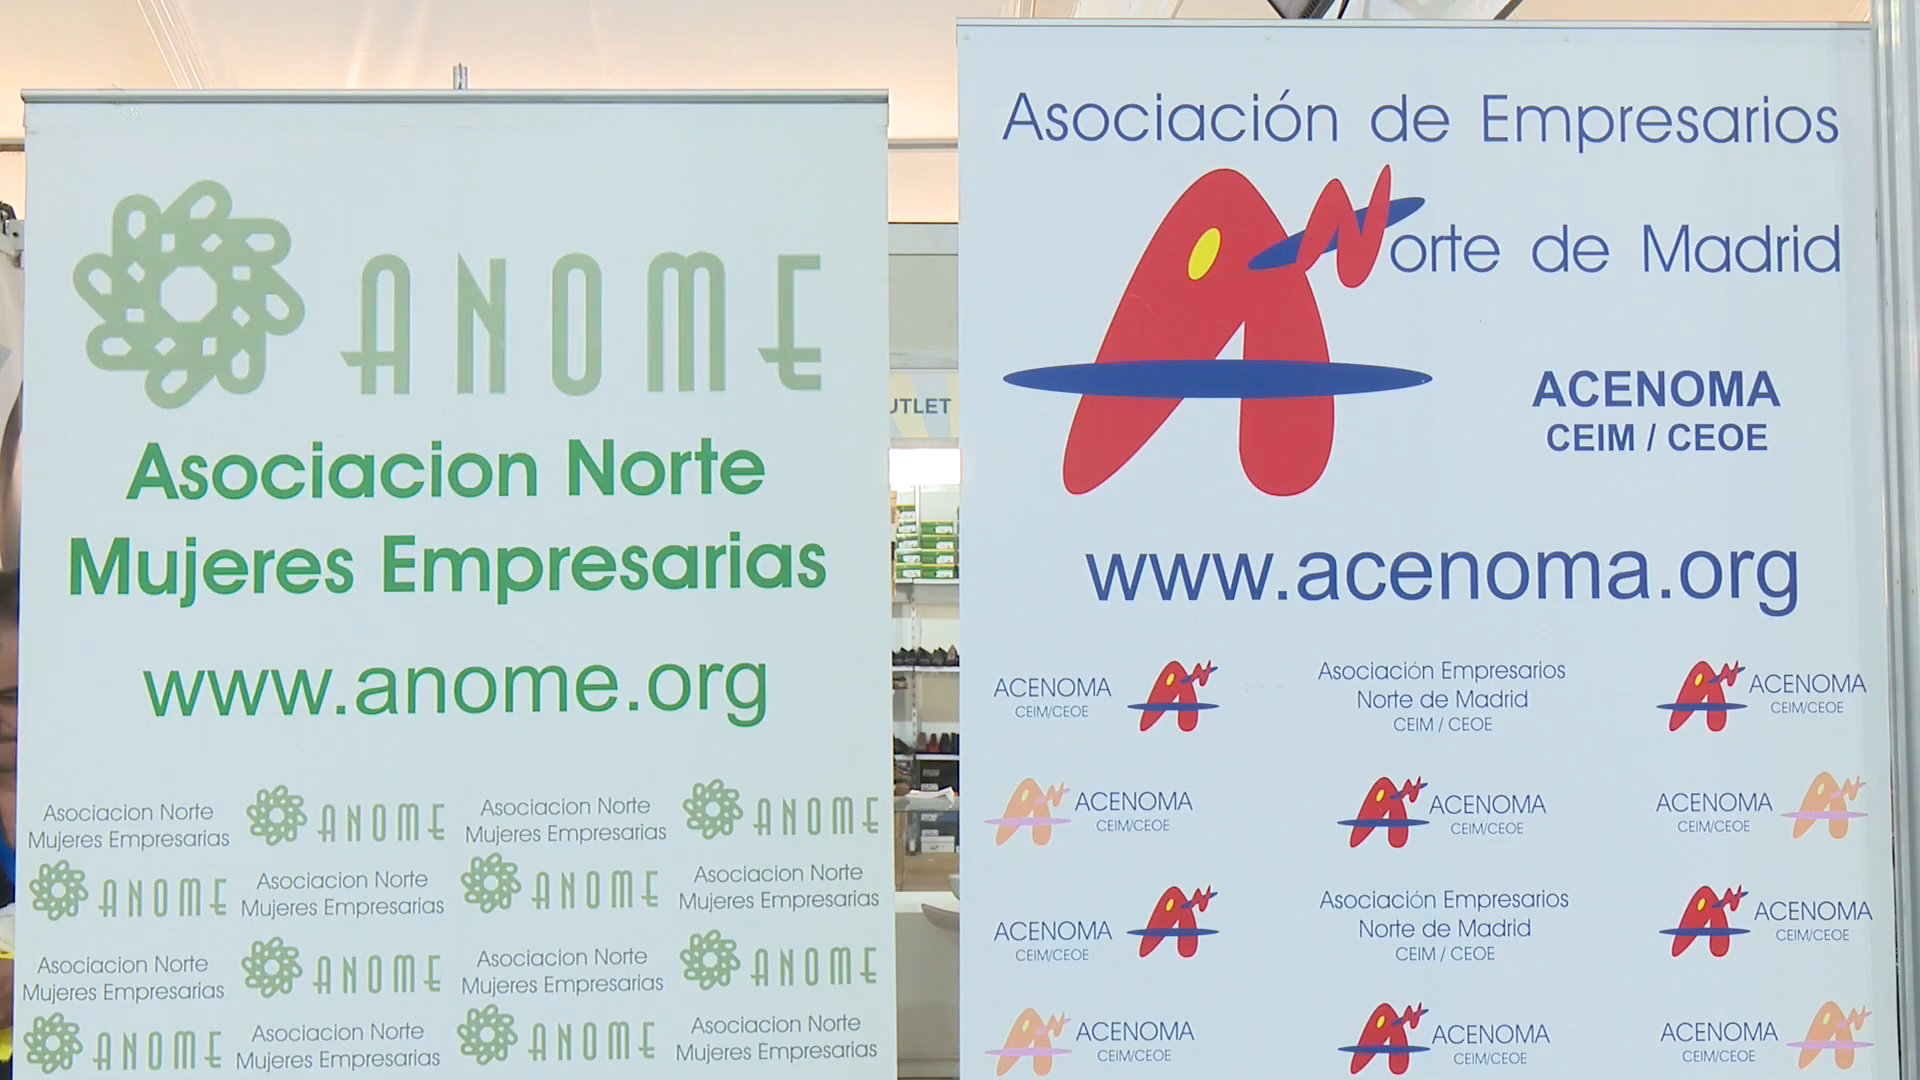 ANOME
Asociacion Norte
Mujeres Empresarias
www.anome.org
Asociacion Norte
Mujeres Empresarias
ANOME
Asociacion Norte
Mujeres Empresarias
ANOME
ANOME
Asociacion Norte
Mujeres Empresarias
ANOME
Asociacion Norte
Mujeres Empresarias
Asociacion Norte
Mujeres Empresarias
ANOME
Asociacion Norte
Mujeres Empresarias
ANOME
ANOME
Asociacion Norte
Mujeres Empresarias
ANOME
Asociacion Norte
Mujeres Empresarias
UTLET
Asociación de Empresarios
Norte de Madrid
ACENOMA
CEIM / CEOE
www.acenoma.org
ACENOMA
CEIM/CEOE
Asociación Empresarios
Norte de Madrid
CEIM / CEOE
ACENOMA
CEIM/CEOE
ACENOMA
CEIM/CEOE
ACENOMA
CEIM/CEOE
ACENOMA
CEIM/CEOE
ACENOMA
CEIM/CEOE
Asociación Empresarios
Norte de Madrid
CEIM / CEOE
ACENOMA
CEIM/CEOE
ACENOMA
CEIM/CEOE
ACENOMA
CEIM/CEOE
ACENOMA
CEIM/CEOE